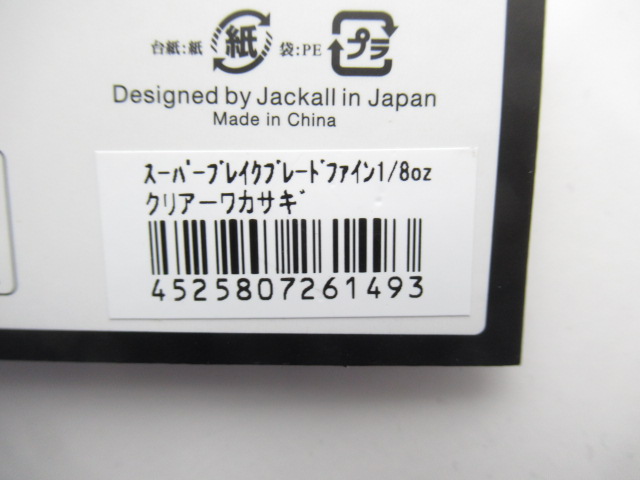 台紙:紙 紙 袋:PE プラ
Designed by Jackall in Japan
Made in China
ｽｰﾊﾟｰﾌﾞﾚｲｸﾌﾞﾚｰﾄﾞﾌｧｲﾝ1/8oz
クリアーワカサギ
4525807261493